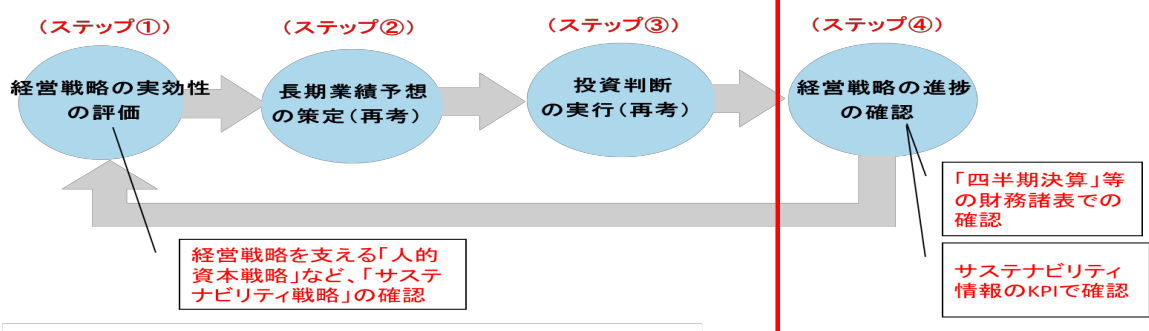 (ステップ①)
(ステップ②)
(ステップ③)
(ステップ④)
経営戦略の実効性
の評価
長期業績予想
の策定(再考)
投資判断
の実行(再考)
経営戦略の進捗
の確認
「四半期決算」等
の財務諸表での
確認
経営戦略を支える「人的
資本戦略」など、「サステ
ナビリティ戦略」の確認
サステナビリティ
情報のKPIで確認